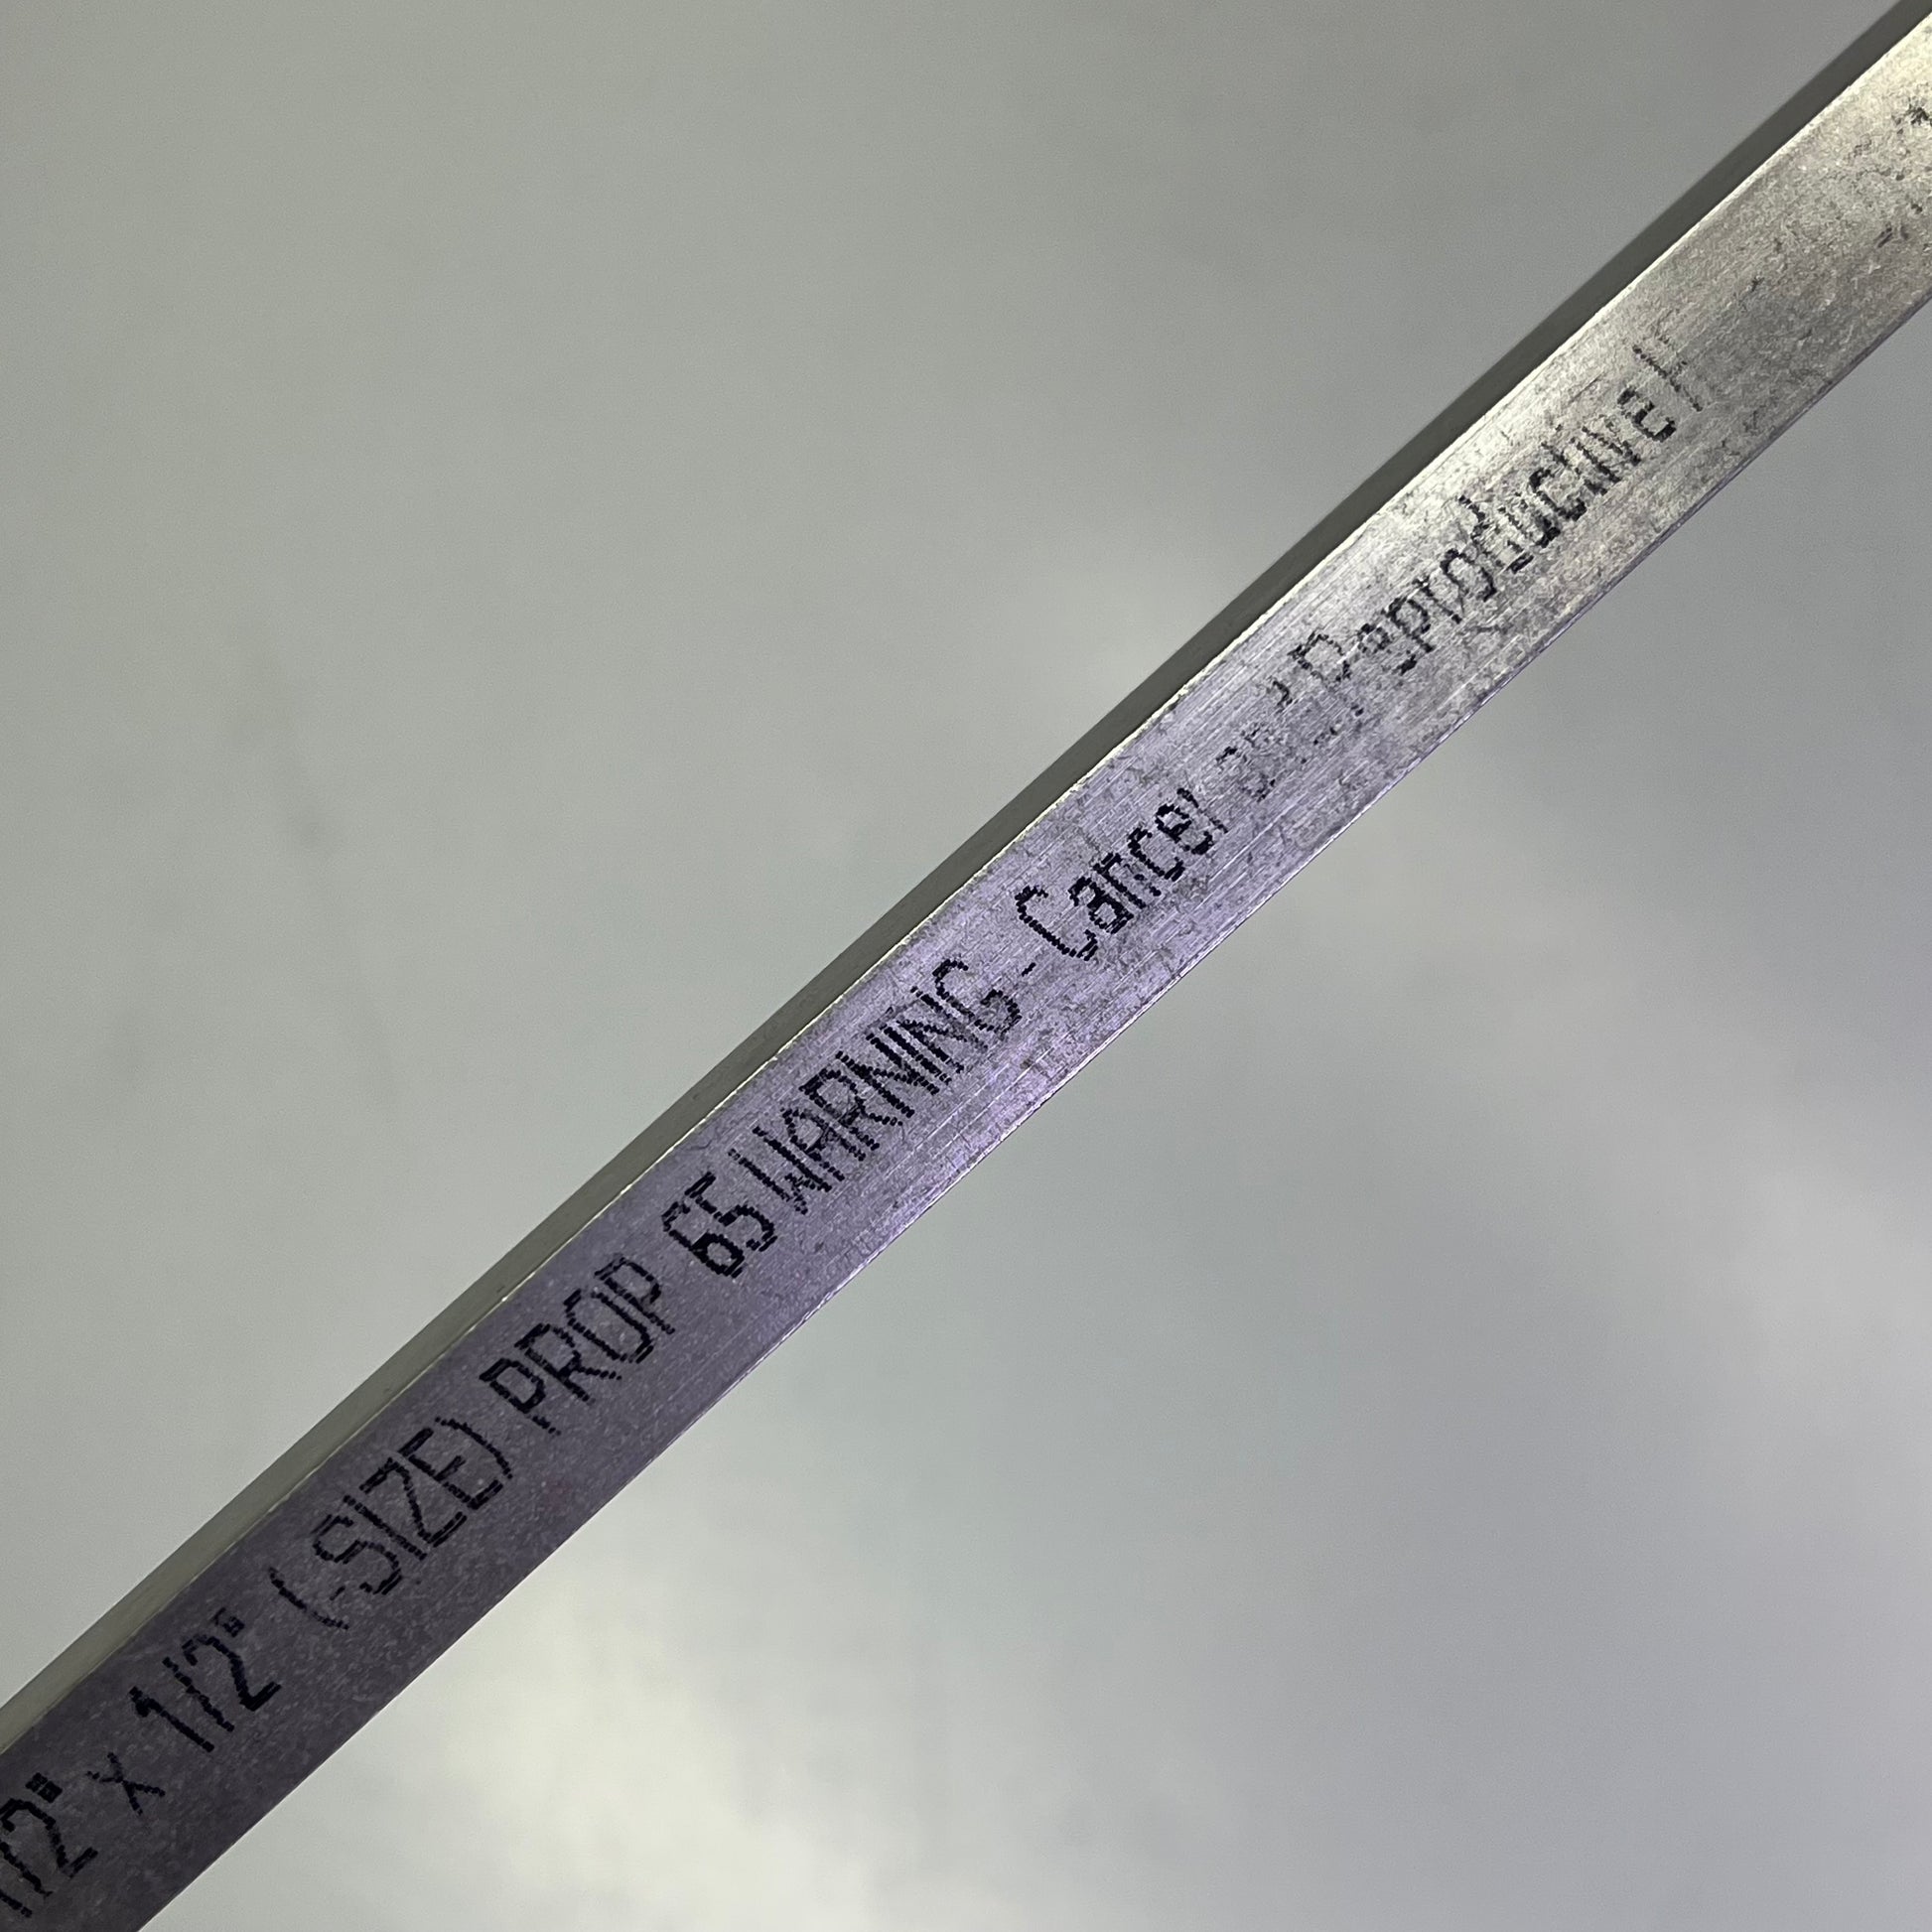 1/2" x 1/2" (-SIZE) PROP 65 WARNING - Cancer and Reproductive